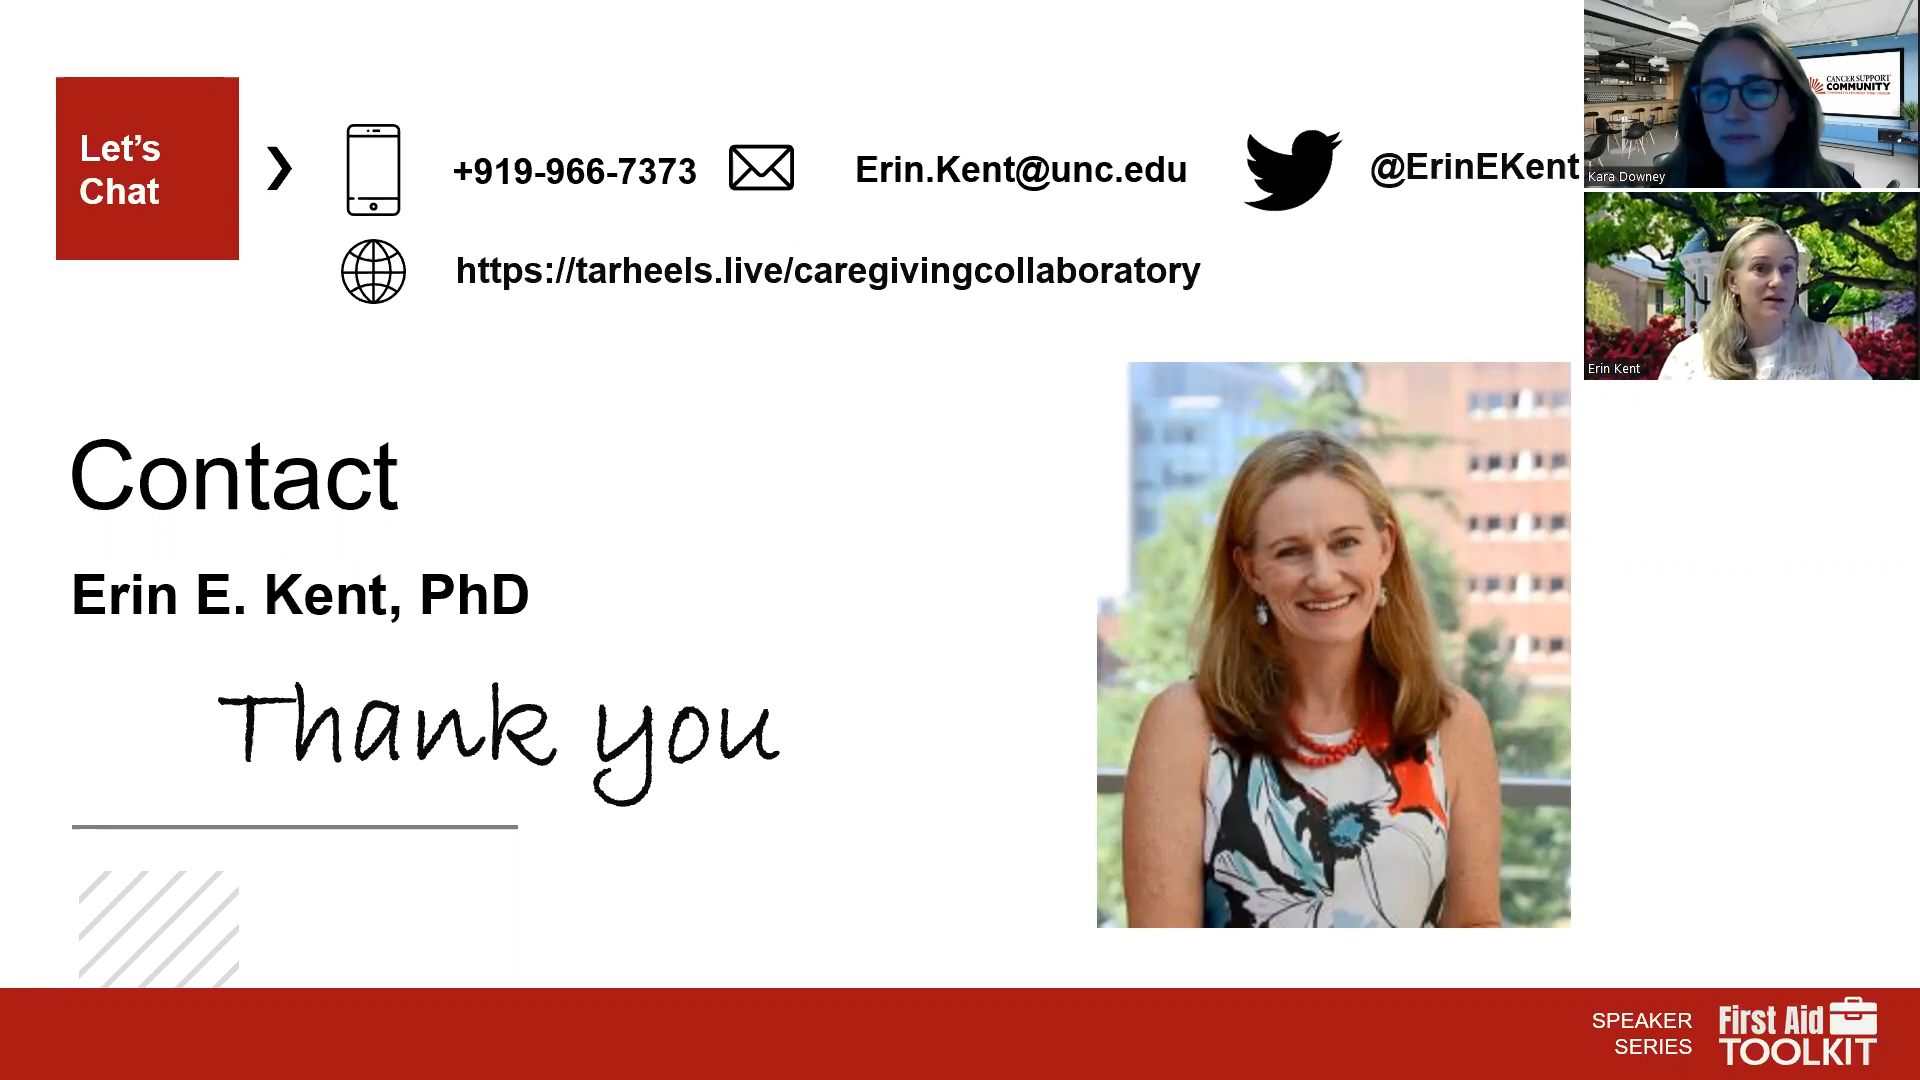 Let’s
Chat
+919-966-7373
Erin.Kent@unc.edu
@ErinEKent
https://tarheels.live/caregivingcollaboratory
CANCER SUPPORT
COMMUNITY
Kara Downey
Erin Kent
Contact
Erin E. Kent, PhD
Thank you
SPEAKER
SERIES
First Aid
TOOLKIT